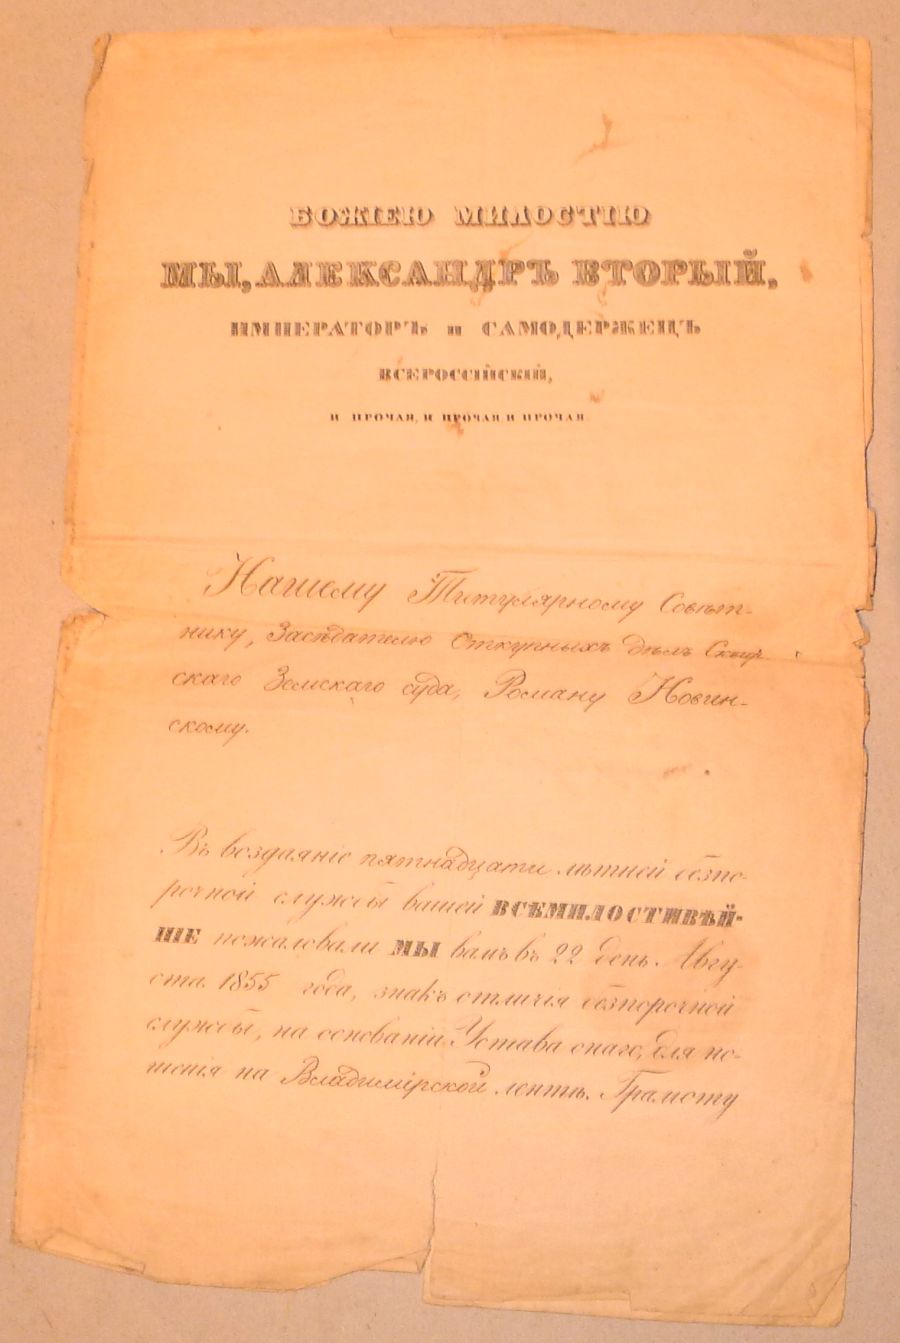 БОЖІЕЮ МИЛОСТІЮ
МЫ, АЛЕКСАНДРЪ ВТОРЫЙ,
ИМПЕРАТОРЪ и САМОДЕРЖЕЦЪ
ВСЕРОССІЙСКІЙ,
И ПРОЧАЯ, И ПРОЧАЯ И ПРОЧАЯ.
Нашему Титулярному Совѣт-
нику, Засѣдателю Откупныхъ дѣлъ Сквир
скаго Земскаго суда, Роману Новин-
скому.
Въ воздаяніе пятнадцати лѣтней безпо-
рочной службы вашей ВСЕМИЛОСТИВѢЙ-
ШЕ пожаловали МЫ вамъ въ 22 день Авгу-
ста 1855 года, знакъ отличія безпорочной
службы, на основаніи Устава онаго, для но-
шенія на Владимірской лентѣ. Грамоту